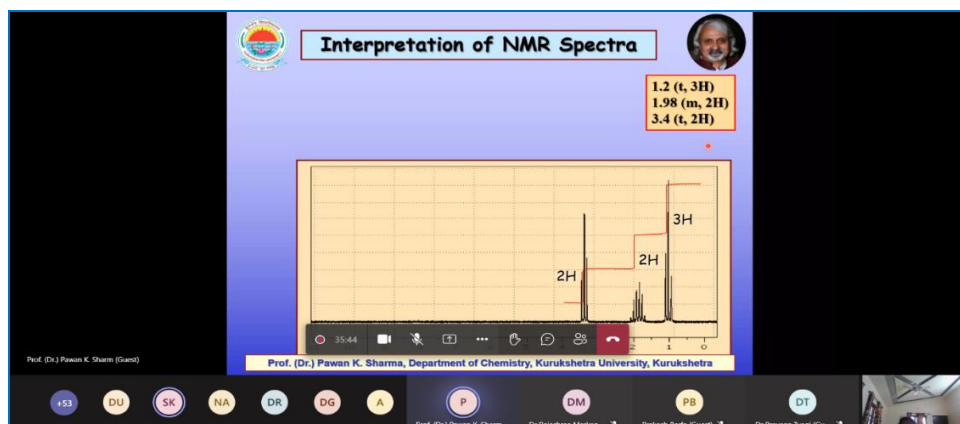 Interpretation of NMR Spectra
1.2 (t, 3H)
1.98 (m, 2H)
3.4 (t, 2H)
3H
2H
2H
2 1 0
35:44
Prof. (Dr.) Pawan K. Sharm (Guest)
Prof. (Dr.) Pawan K. Sharma, Department of Chemistry, Kurukshetra University, Kurukshetra
+53 DU SK NA DR DG A P DM PB DT